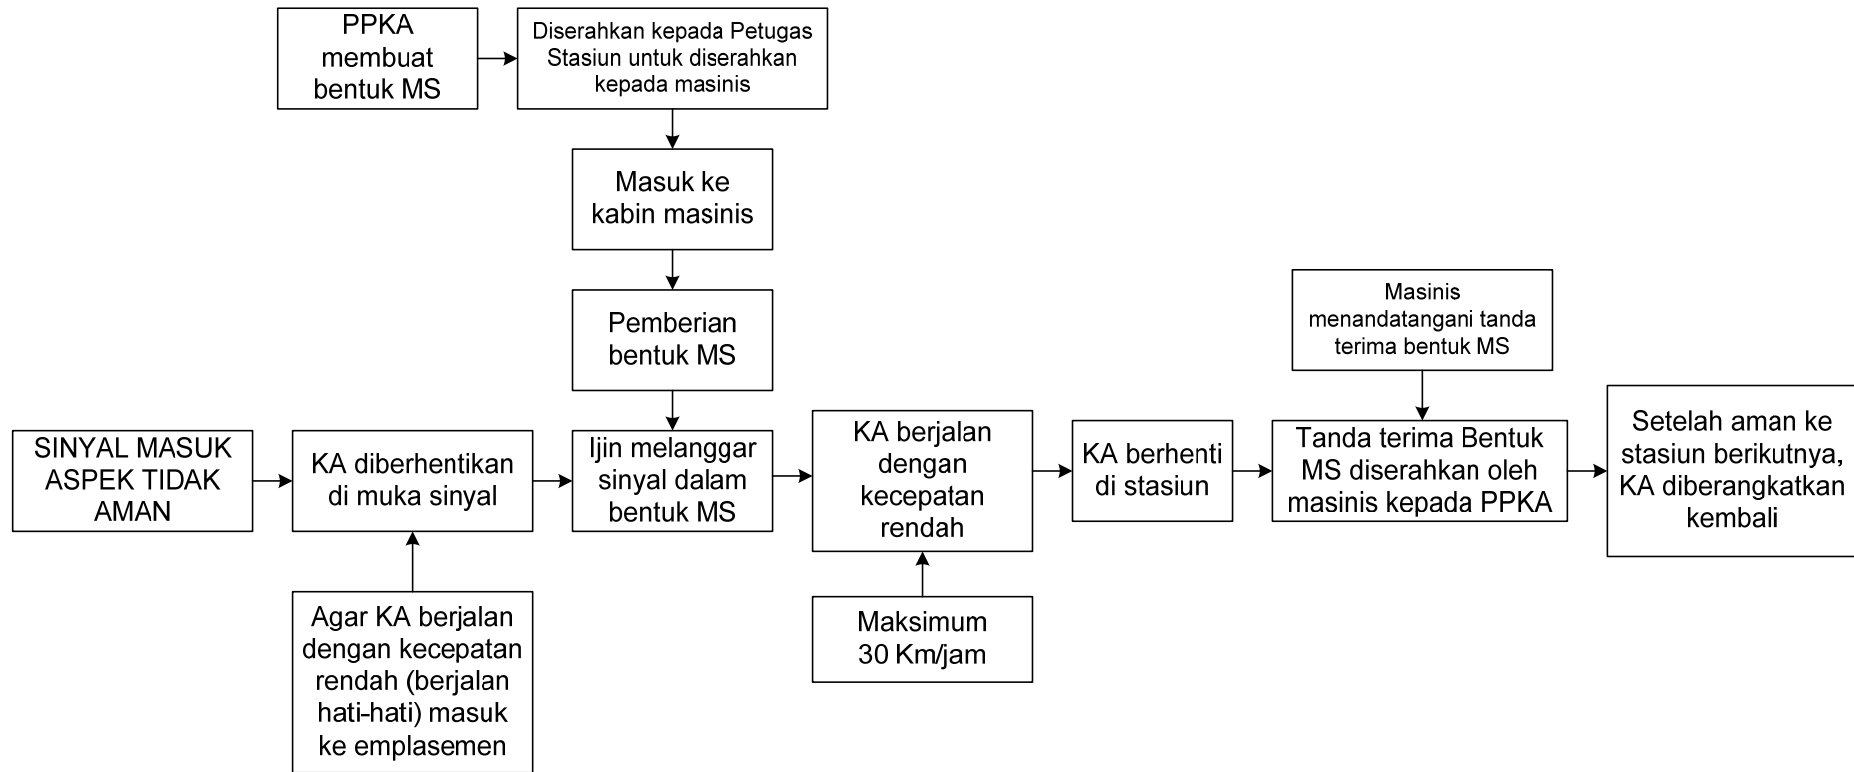 PPKA
membuat
bentuk MS
Diserahkan kepada Petugas
Stasiun untuk diserahkan
kepada masinis
Masuk ke
kabin masinis
Pemberian
bentuk MS
Masinis
menandatangani tanda
terima bentuk MS
SINYAL MASUK
ASPEK TIDAK
AMAN
KA diberhentikan
di muka sinyal
Ijin melanggar
sinyal dalam
bentuk MS
KA berjalan
dengan
kecepatan
rendah
KA berhenti
di stasiun
Tanda terima Bentuk
MS diserahkan oleh
masinis kepada PPKA
Setelah aman ke
stasiun berikutnya,
KA diberangkatkan
kembali
Agar KA berjalan
dengan kecepatan
rendah (berjalan
hati-hati) masuk
ke emplasemen
Maksimum
30 Km/jam